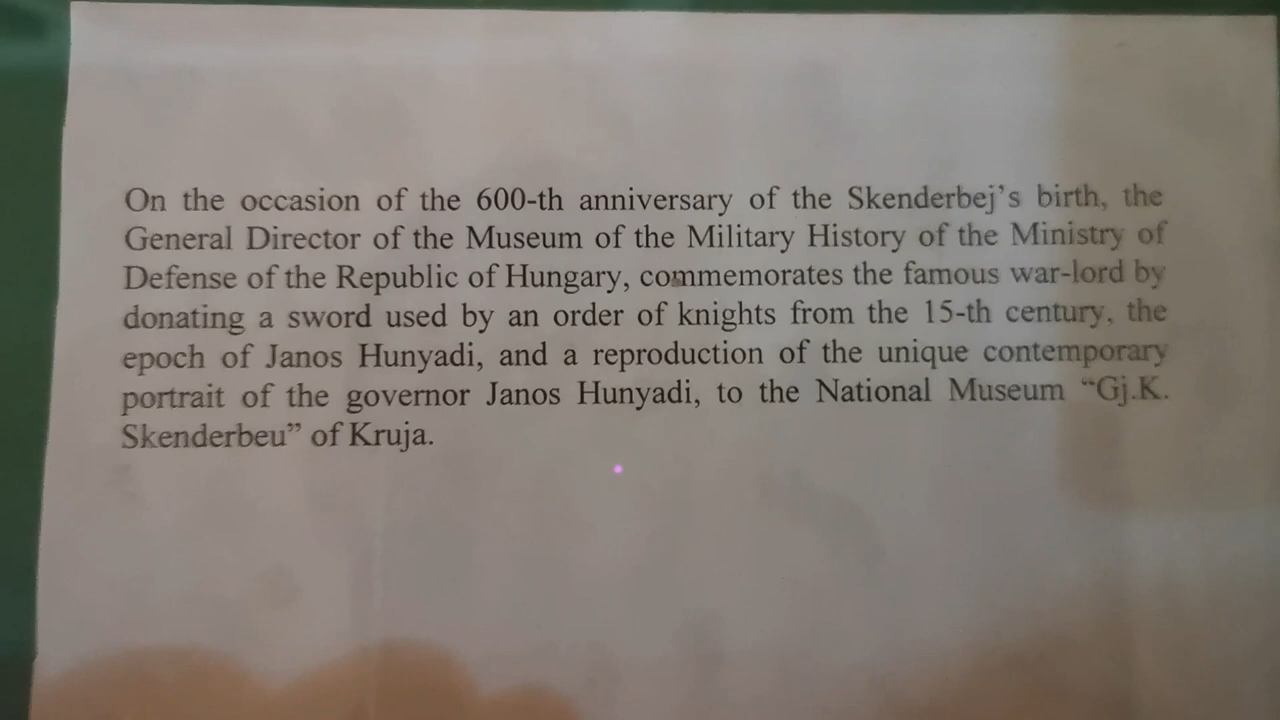 On the occasion of the 600-th anniversary of the Skenderbej’s birth, the
General Director of the Museum of the Military History of the Ministry of
Defense of the Republic of Hungary, commemorates the famous war-lord by
donating a sword used by an order of knights from the 15-th century, the
epoch of Janos Hunyadi, and a reproduction of the unique contemporary
portrait of the governor Janos Hunyadi, to the National Museum “Gj.K.
Skenderbeu” of Kruja.